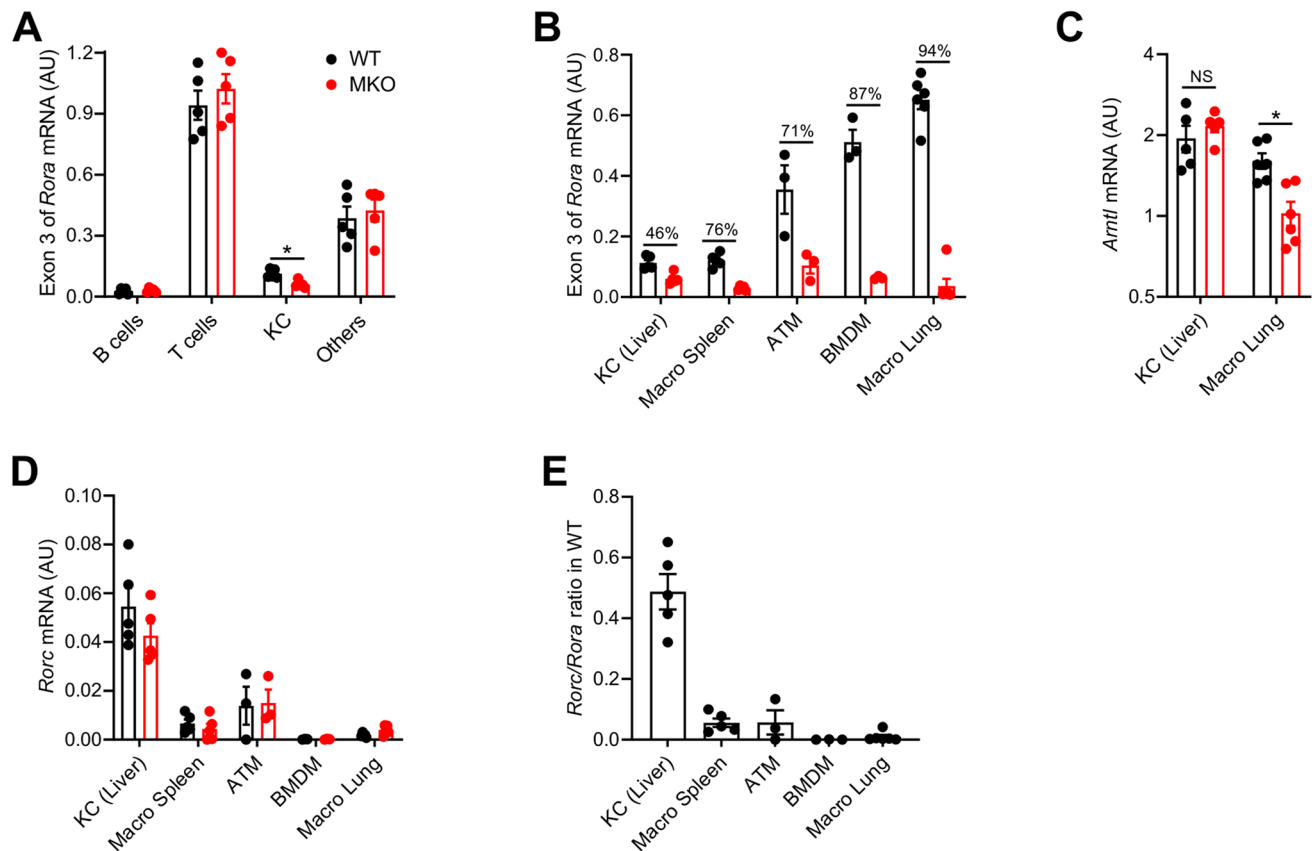 A
Exon 3 of Rora mRNA (AU)
1.2
0.9
0.6
0.3
0.0
WT
MKO
*
B cells
T cells
KC
Others
B
Exon 3 of Rora mRNA (AU)
0.8
0.6
0.4
0.2
0.0
46%
76%
71%
87%
94%
KC (Liver)
Macro Spleen
ATM
BMDM
Macro Lung
C
Arntl mRNA (AU)
4
2
1
0.5
NS
*
KC (Liver)
Macro Lung
D
Rorc mRNA (AU)
0.10
0.08
0.06
0.04
0.02
0.00
KC (Liver)
Macro Spleen
ATM
BMDM
Macro Lung
E
Rorc/Rora ratio in WT
0.8
0.6
0.4
0.2
0.0
KC (Liver)
Macro Spleen
ATM
BMDM
Macro Lung